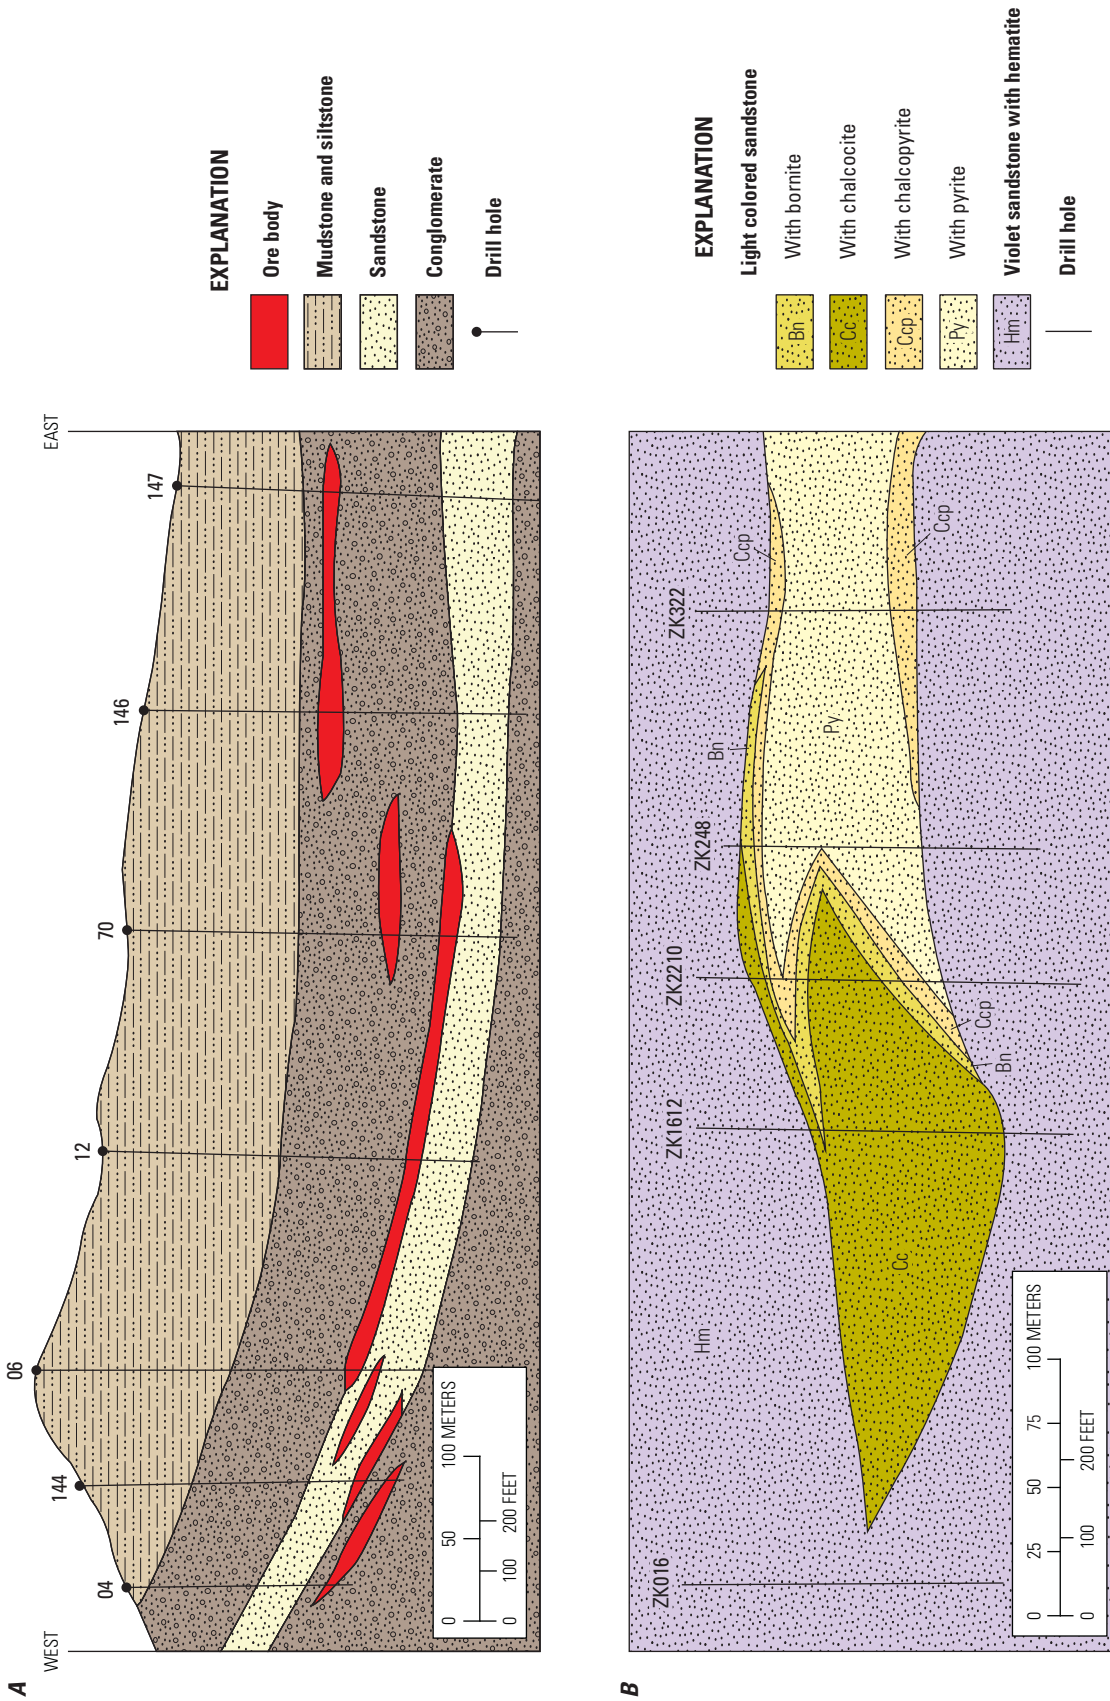 A
WEST
EAST
04
144
06
12
70
146
147
0 50 100 METERS
0 100 200 FEET
EXPLANATION
Ore body
Mudstone and siltstone
Sandstone
Conglomerate
Drill hole
B
ZK016
ZK1612
ZK2210
ZK248
ZK322
Hm
Cc
Bn
Ccp
Bn
Py
Ccp
Ccp
0 25 50 75 100 METERS
0 100 200 FEET
EXPLANATION
Light colored sandstone
Bn With bornite
Cc With chalcocite
Ccp With chalcopyrite
Py With pyrite
Hm Violet sandstone with hematite
Drill hole